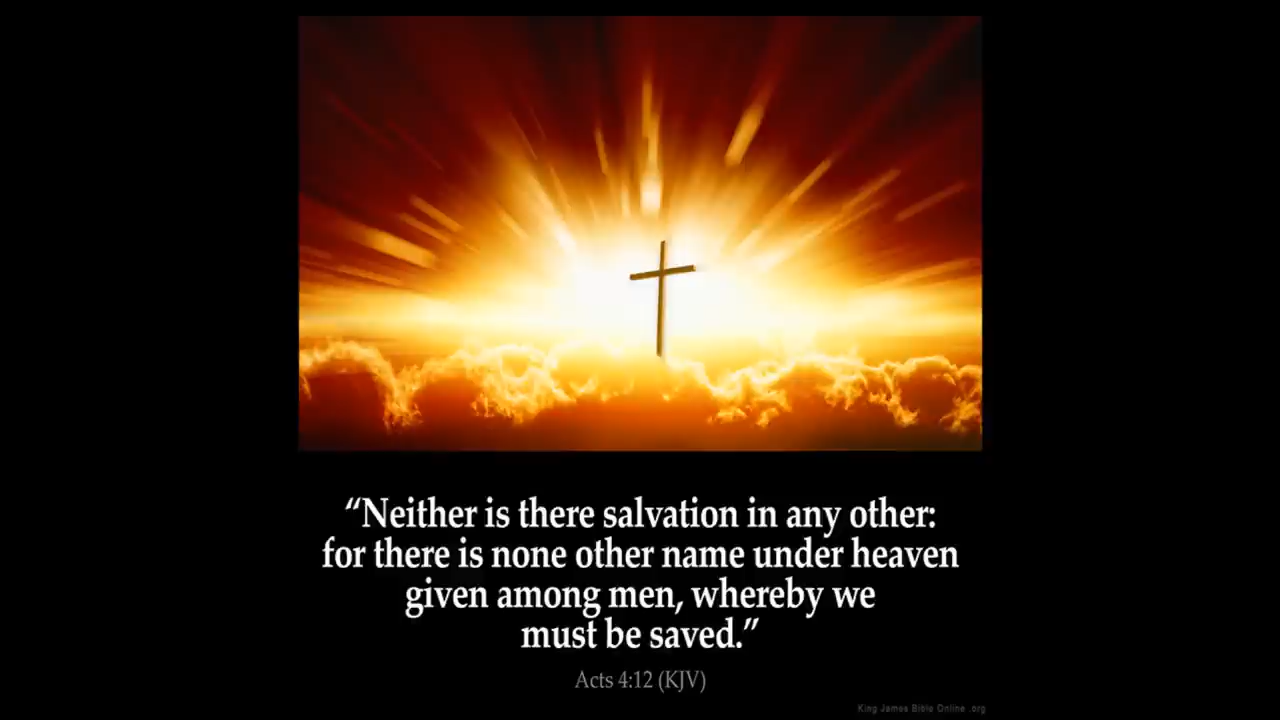 “Neither is there salvation in any other:
for there is none other name under heaven
given among men, whereby we
must be saved.”
Acts 4:12 (KJV)
King James Bible Online .org